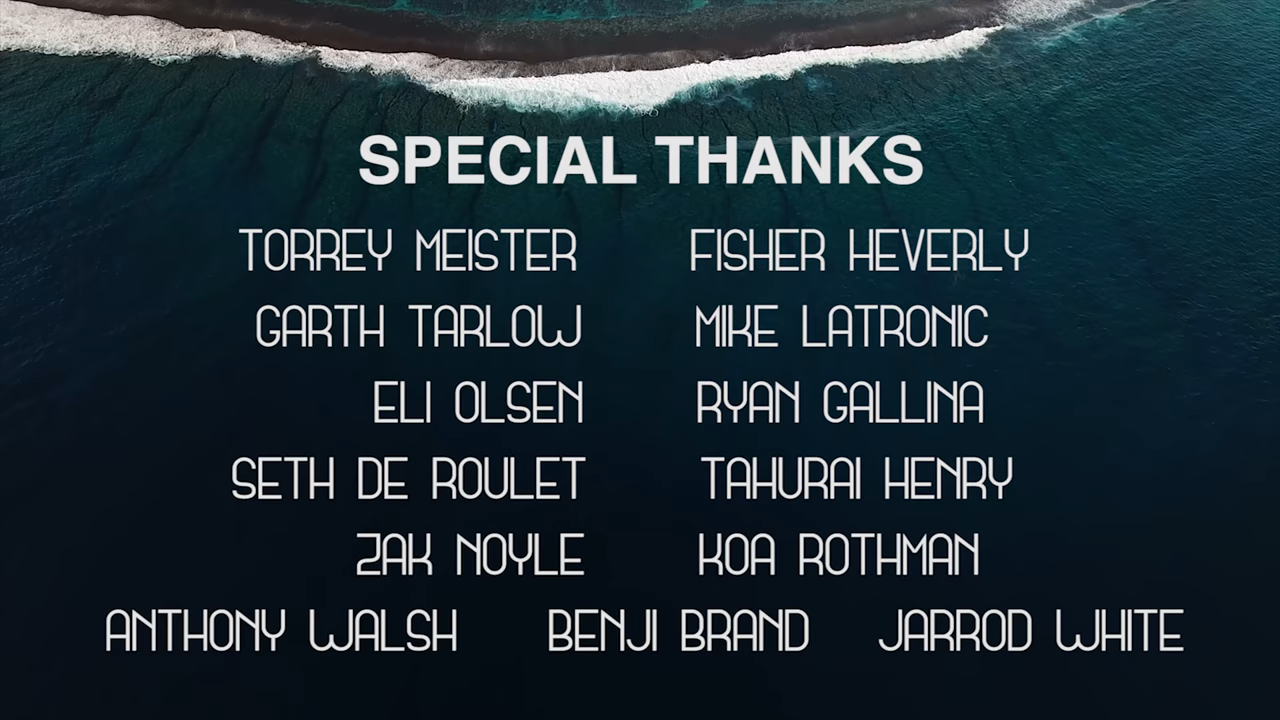 SPECIAL THANKS
TORREY MEISTER FISHER HEVERLY
GARTH TARLOW MIKE LATRONIC
ELI OLSEN RYAN GALLINA
SETH DE ROULET TAHURAI HENRY
ZAK NOYLE KOA ROTHMAN
ANTHONY WALSH BENJI BRAND JARROD WHITE